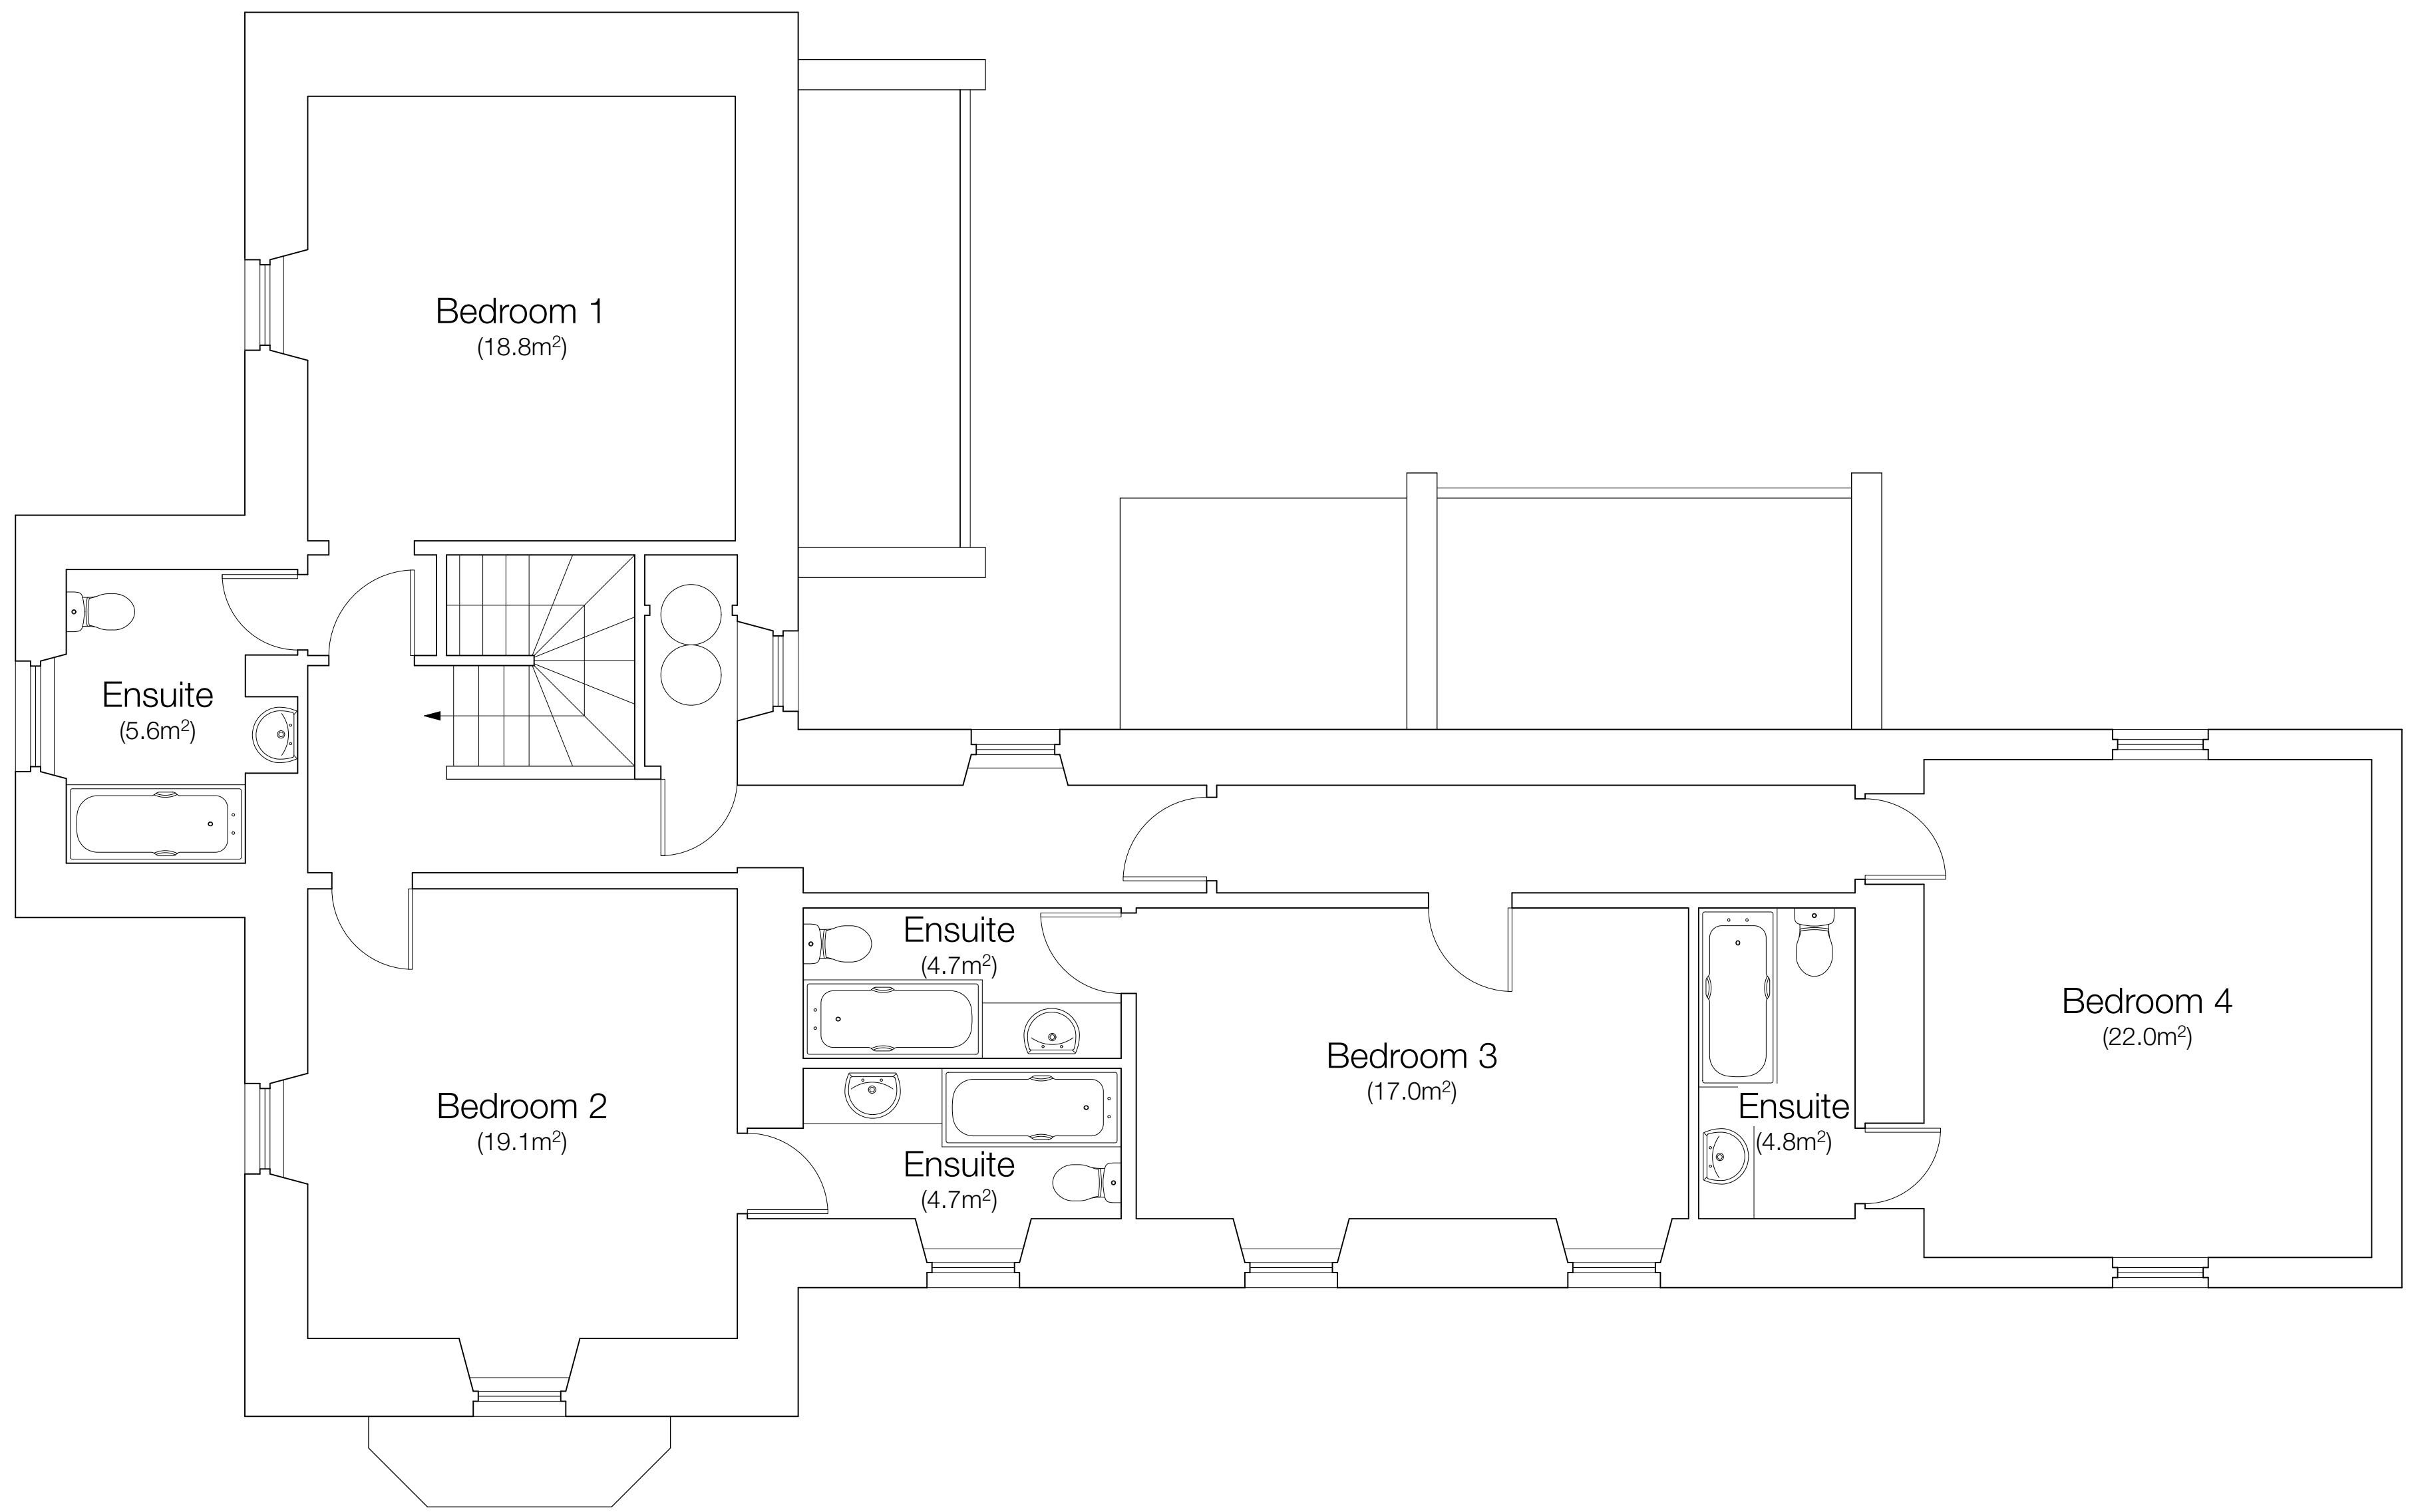 Bedroom 1
(18.8m²)
Ensuite
(5.6m²)
Ensuite
(4.7m²)
Bedroom 4
(22.0m²)
Bedroom 3
(17.0m²)
Bedroom 2
(19.1m²)
Ensuite
(4.8m²)
Ensuite
(4.7m²)